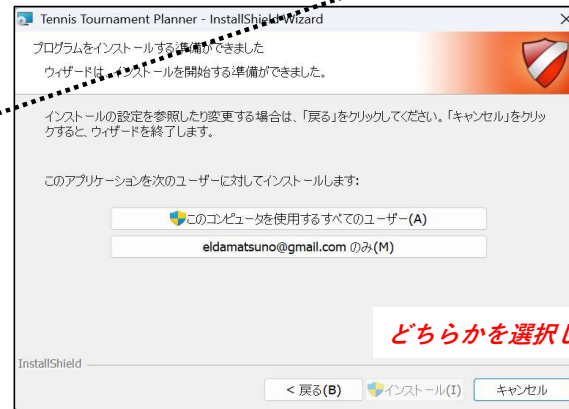 Tennis Tournament Planner - InstallShield Wizard
プログラムをインストールする準備ができました
ウィザードは、インストールを開始する準備ができました。
インストールの設定を参照したり変更する場合は、「戻る」をクリックしてください。「キャンセル」をクリッ
クすると、ウィザードを終了します。
このアプリケーションを次のユーザーに対してインストールします:
このコンピュータを使用するすべてのユーザー(A)
eldamatsuno@gmail.com のみ(M)
どちらかを選択し
InstallShield
< 戻る(B)
インストール(I)
キャンセル